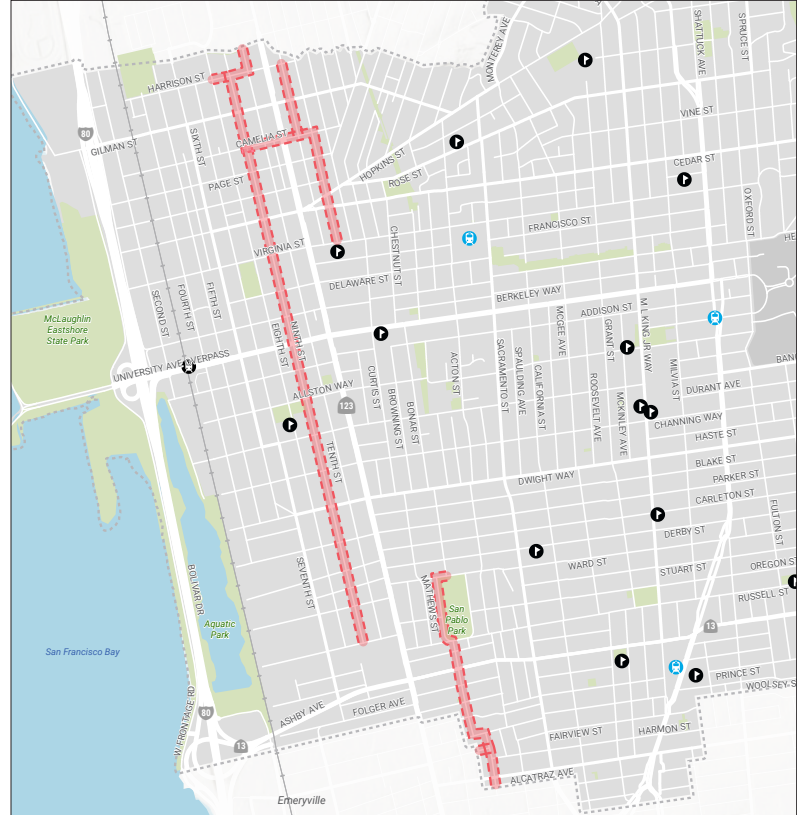 MONTEREY AVE
SHATTUCK AVE
SPRUCE ST
HARRISON ST
VINE ST
80
GILMAN ST
SIXTH ST
CAMELIA ST
HOPKINS ST
CEDAR ST
PAGE ST
ROSE ST
OXFORD ST
FRANCISCO ST
VIRGINIA ST
CHESTNUT ST
HE
DELAWARE ST
BERKELEY WAY
SECOND ST
FOURTH ST
FIFTH ST
ADDISON ST
M L KING JR WAY
McLaughlin
Eastshore
State Park
EIGHTH ST
NINTH ST
MCGEE AVE
GRANT ST
UNIVERSITY AVE OVERPASS
SACRAMENTO ST
SPAULDING AVE
CALIFORNIA ST
ACTON ST
MILVIA ST
BANC
ALLSTON WAY
CURTIS ST
BROWNING ST
BONAR ST
ROOSEVELT AVE
MCKINLEY AVE
DURANT AVE
123
CHANNING WAY
HASTE ST
TENTH ST
DWIGHT WAY
BLAKE ST
PARKER ST
CARLETON ST
FULTON ST
DERBY ST
SEVENTH ST
BOLIVAR DR
MATHEWS ST
WARD ST
STUART ST
OREGON ST
RUSSELL ST
San
Pablo
Park
Aquatic
Park
13
San Francisco Bay
PRINCE ST
WOOLSEY S
W FRONTAGE RD
80
ASHBY AVE
FOLGER AVE
13
FAIRVIEW ST
HARMON ST
ALCATRAZ AVE
Emeryville